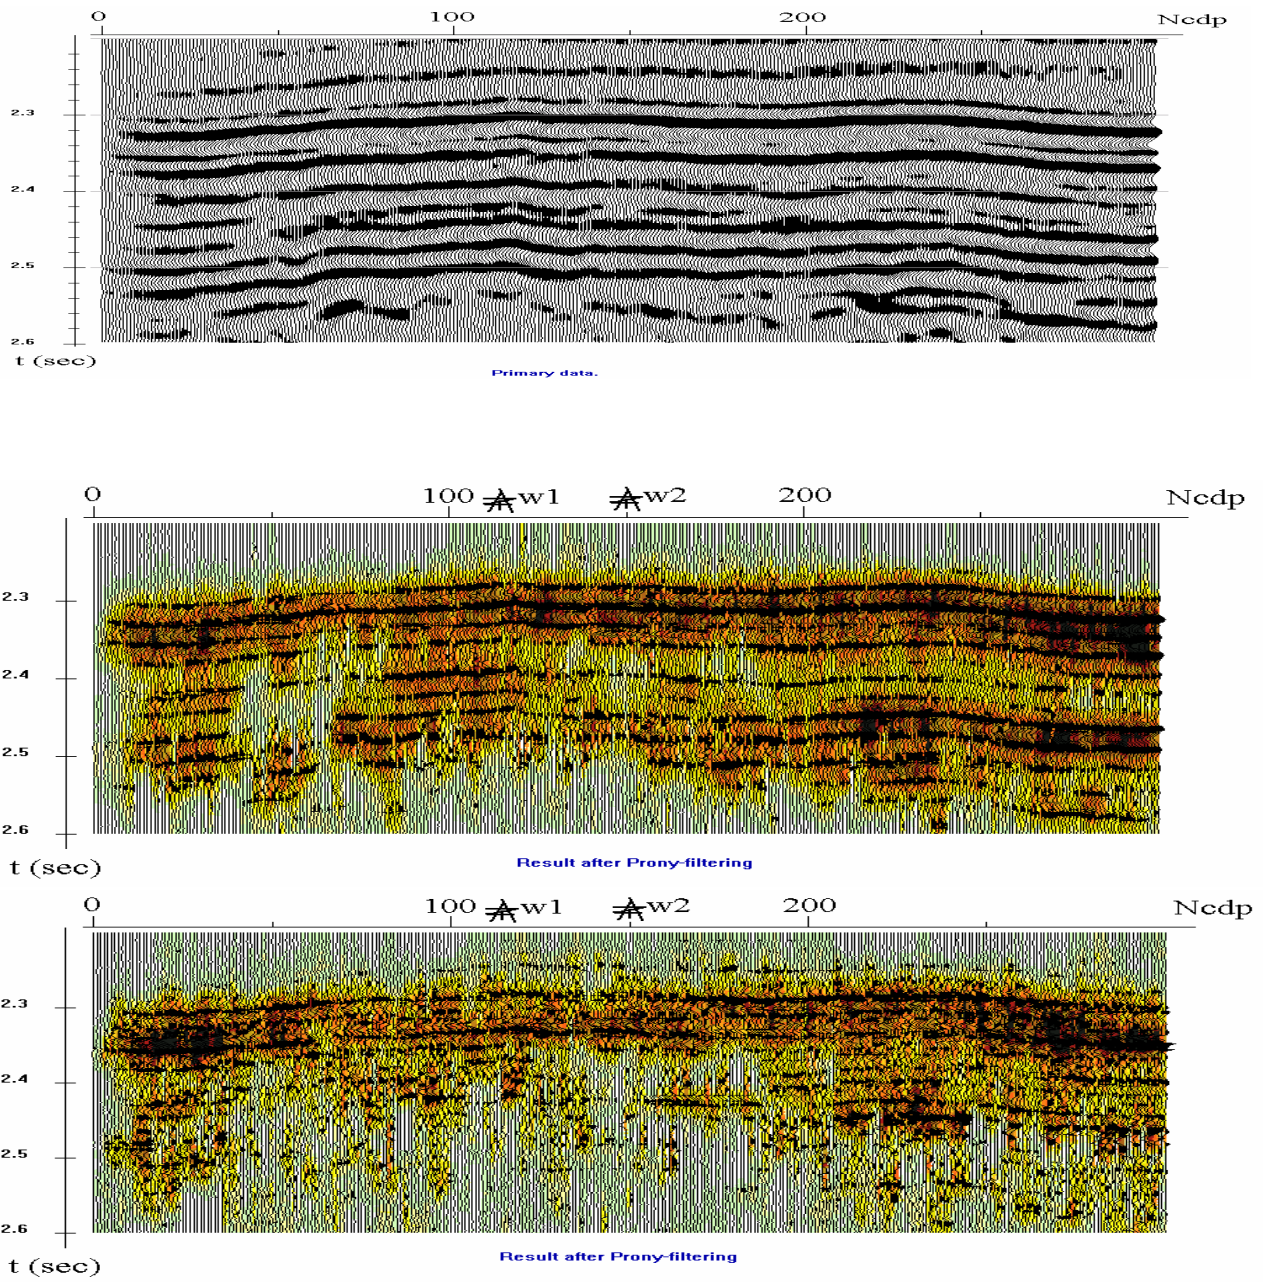 0 100 200 Ncdp
2.3
2.4
2.5
2.6
t (sec)
Primary data.
0 100 w1 w2 200 Ncdp
2.3
2.4
2.5
2.6
t (sec)
Result after Prony-filtering
0 100 w1 w2 200 Ncdp
2.3
2.4
2.5
2.6
t (sec)
Result after Prony-filtering